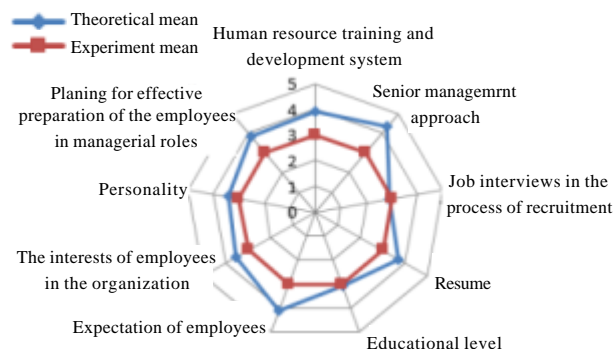 Theoretical mean
Experiment mean
Human resource training and
development system
Planing for effective
preparation of the employees
in managerial roles
Senior managemrnt
approach
5
4
3
2
1
0
Personality
Job interviews in the
process of recruitment
The interests of employees
in the organization
Resume
Expectation of employees
Educational level